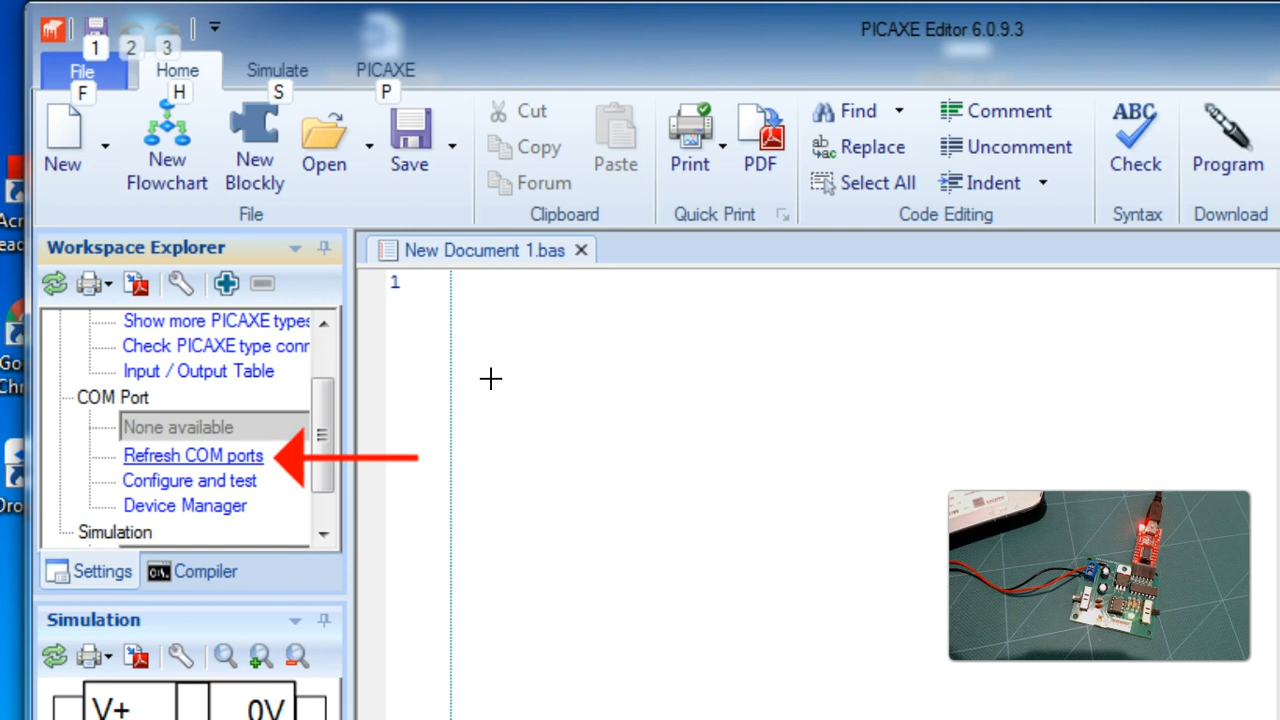 PICAXE Editor 6.0.9.3
1 2 3
File Home Simulate PICAXE
F H S P
New
New Flowchart
New Blockly
Open
Save
File
Cut
Copy
Forum
Paste
Clipboard
Print
PDF
Quick Print
Find
Replace
Select All
Comment
Uncomment
Indent
Code Editing
ABC
Check
Syntax
Program
Download
Workspace Explorer
New Document 1.bas
1
Show more PICAXE types
Check PICAXE type conr
Input / Output Table
COM Port
None available
Refresh COM ports
Configure and test
Device Manager
Simulation
Settings
Compiler
Simulation
V+ 0V